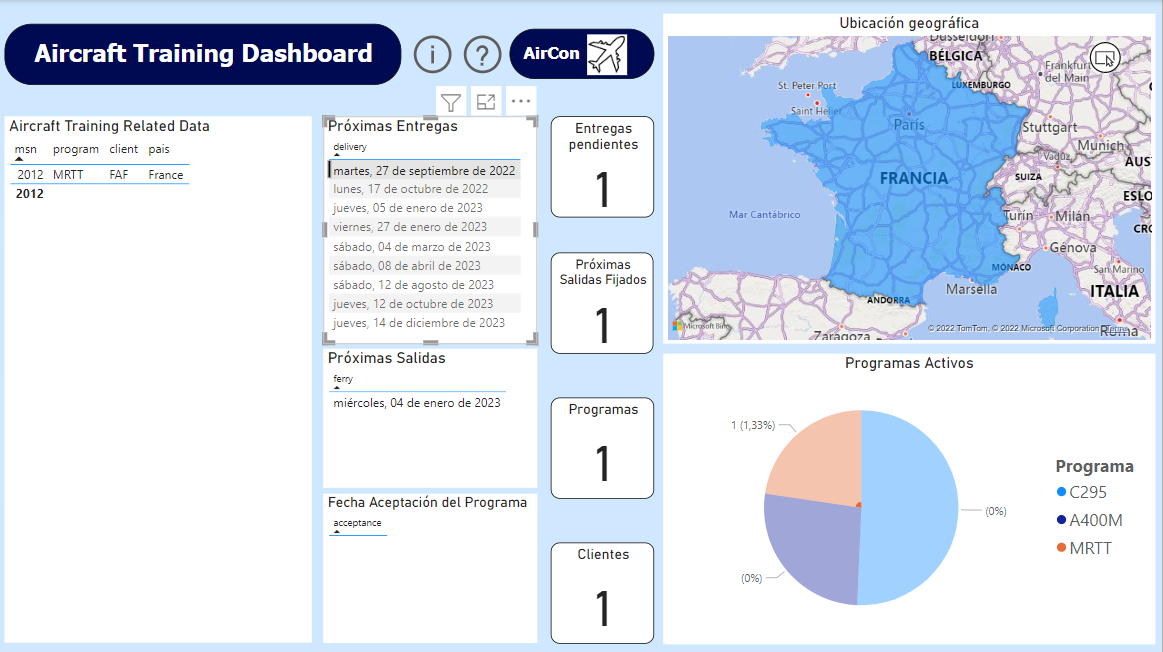 Aircraft Training Dashboard
i
?
AirCon
Aircraft Training Related Data
msn program client pais
2012 MRTT FAF France
2012
Próximas Entregas
delivery
martes, 27 de septiembre de 2022
lunes, 17 de octubre de 2022
jueves, 05 de enero de 2023
viernes, 27 de enero de 2023
sábado, 04 de marzo de 2023
sábado, 08 de abril de 2023
sábado, 12 de agosto de 2023
jueves, 12 de octubre de 2023
jueves, 14 de diciembre de 2023
Próximas Salidas
ferry
miércoles, 04 de enero de 2023
Fecha Aceptación del Programa
acceptance
Entregas
pendientes
1
Próximas
Salidas Fijados
1
Programas
1
Clientes
1
Ubicación geográfica
Düsseldorf
BÉLGICA
Frankfurt
del Main
LUXEMBURGO
St. Peter Port
Saint Helier
París
Stuttgart
Munich
Vaduz
AUS
SUIZA
FRANCIA
ESLO
Mar Cantábrico
Turín
Milán
CRO
Génova
MÓNACO
San Marino
Marsella
ITALIA
ANDORRA
Microsoft Bing
Zaragoza
© 2022 TomTom, © 2022 Microsoft Corporation Terms
Roma
Programas Activos
1 (1,33%)
(0%)
(0%)
Programa
C295
A400M
MRTT